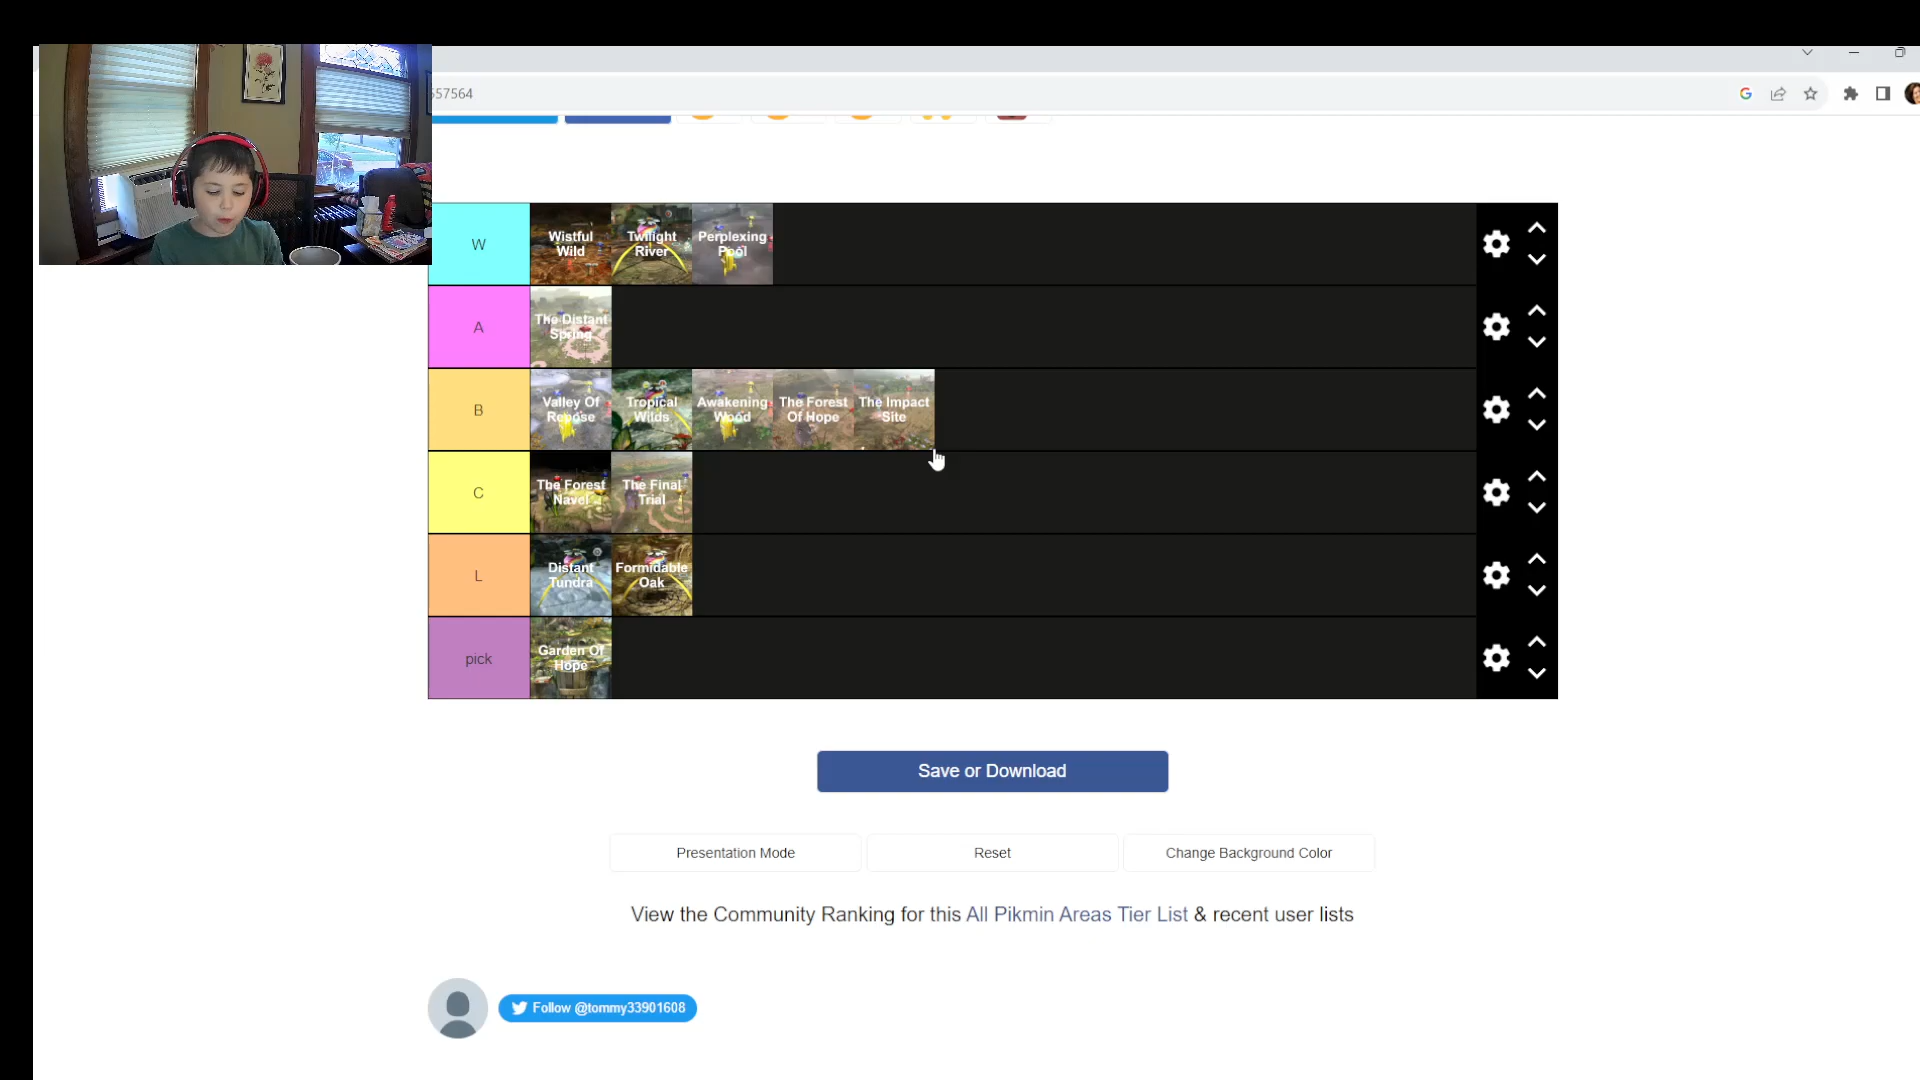 557564
W
Wistful
Wild
Twilight
River
Perplexing
Pool
A
The Distant
Spring
B
Valley Of
Repose
Tropical
Wilds
Awakening
Wood
The Forest
Of Hope
The Impact
Site
C
The Forest
Navel
The Final
Trial
L
Distant
Tundra
Formidable
Oak
pick
Garden Of
Hope
Save or Download
Presentation Mode
Reset
Change Background Color
View the Community Ranking for this All Pikmin Areas Tier List & recent user lists
Follow @tommy33901608